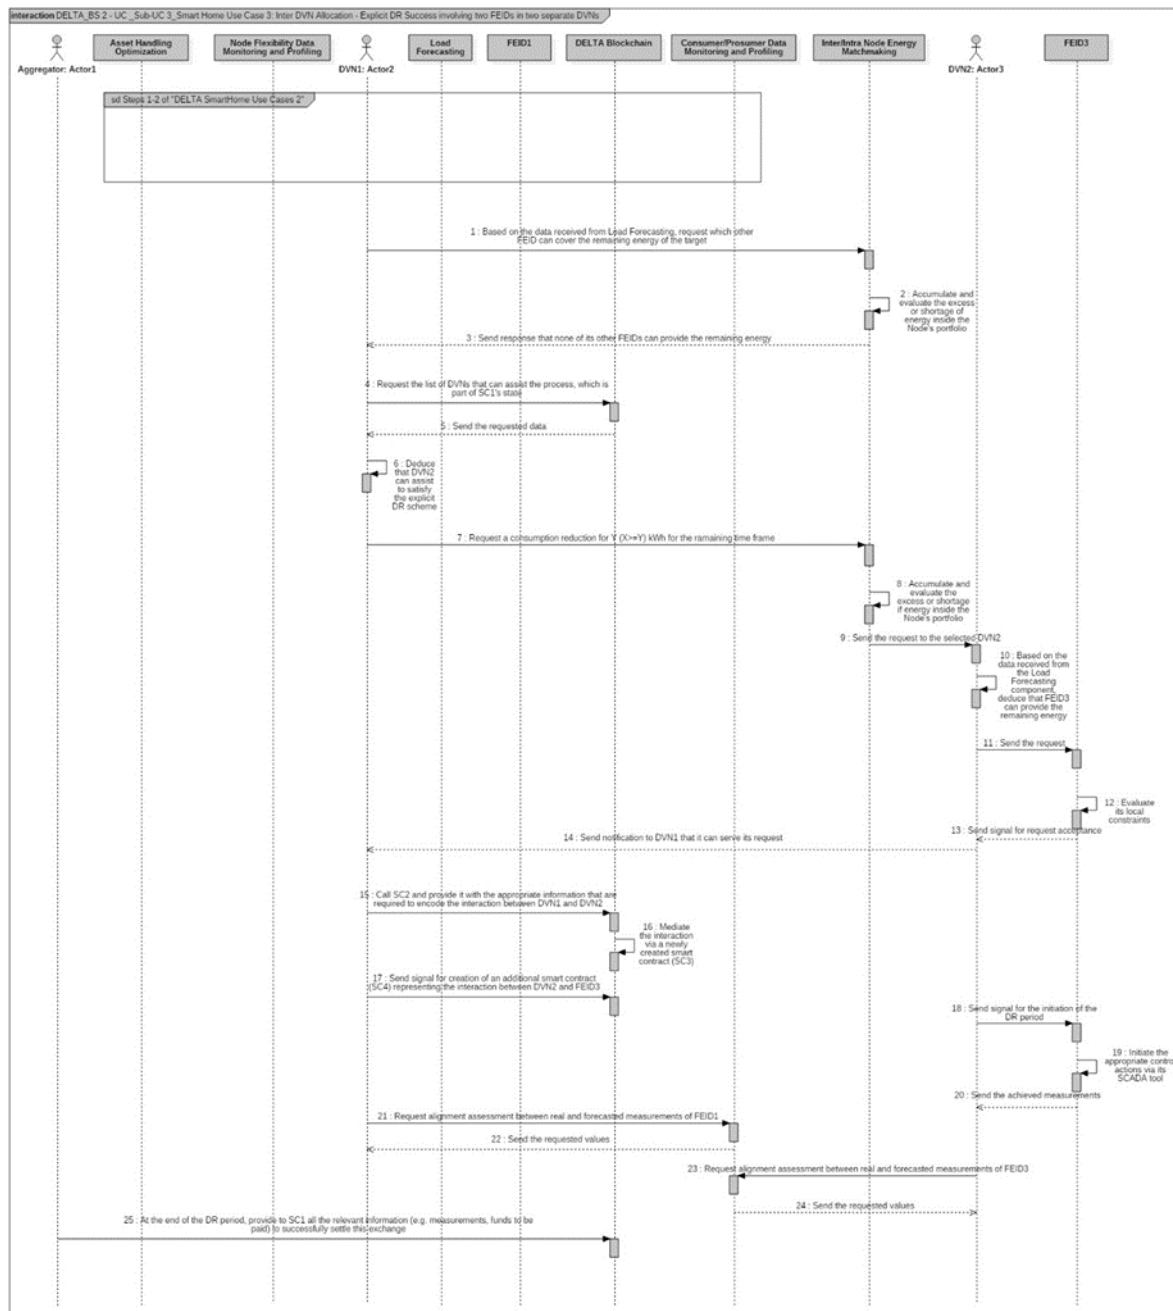 interaction DELTA_BS 2 - UC _Sub-UC 3_Smart Home Use Case 3: Inter DVN Allocation - Explicit DR Success involving two FEIDs in two separate DVNs
Aggregator: Actor1
Asset Handling
Optimization
Node Flexibility Data
Monitoring and Profiling
DVN1: Actor2
Load
Forecasting
FEID1
DELTA Blockchain
Consumer/Prosumer Data
Monitoring and Profiling
Inter/Intra Node Energy
Matchmaking
DVN2: Actor3
FEID3
sd Steps 1-2 of "DELTA SmartHome Use Cases 2"
1 : Based on the data received from Load Forecasting, request which other
FEID can cover the remaining energy of the target
2 : Accumulate and
evaluate the excess
or shortage of
energy inside the
Node's portfolio
3 : Send response that none of its other FEIDs can provide the remaining energy
4 : Request the list of DVNs that can assist the process, which is
part of SC1's state
5 : Send the requested data
6 : Deduce
that DVN2
can assist
to satisfy
the explicit
DR scheme
7 : Request a consumption reduction for Y (X>=Y) kWh for the ramaining time frame
8 : Accumulate and
evaluate the
excess or shortage
if energy inside the
Node's portfolio
9 : Send the request to the selected DVN2
10 : Based on the
data received from
the Load
Forecasting
component,
deduce that FEID3
can provide the
remaining energy
11 : Send the request
12 : Evaluate
its local
constraints
13 : Send signal for request acceptance
14 : Send notification to DVN1 that it can serve its request
15 : Call SC2 and provide it with the appropriate information that are
required to encode the interaction between DVN1 and DVN2
16 : Mediate
the interaction
via a newly
created smart
contract (SC3)
17 : Send signal for creation of an additional smart contract
(SC4) representing the interaction between DVN2 and FEID3
18 : Send signal for the initiation of the
DR period
19 : Initiate the
appropriate contro
actions via its
SCADA tool
20 : Send the achieved measurements
21 : Request alignment assessment between real and forecasted measurements of FEID1
22 : Send the requested values
23 : Request alignment assessment between real and forecasted measurements of FEID3
24 : Send the requested values
25 : At the end of the DR period, provide to SC1 all the relevant information (e.g. measurements, funds to be
paid) to successfully settle this exchange